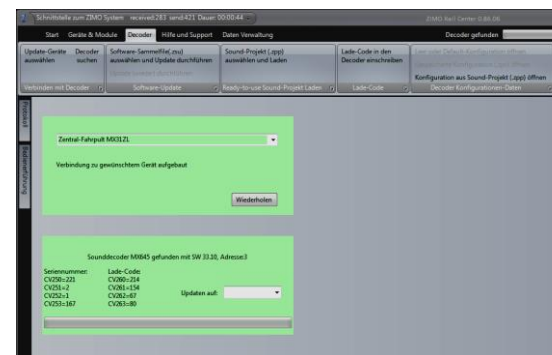 Schnittstelle zum ZIMO System received:283 send:421 Dauer: 00:00:44
ZIMO Rail Center 0.80.06
Start Geräte & Module Decoder Hilfe und Support Daten Verwaltung
Decoder gefunden
Update-Geräte auswählen
Decoder suchen
Verbinden mit Decoder
Software-Sammelfile(.zsu)
auswählen und Update durchführen
Software-Update
Sound-Projekt (.zpp)
auswählen und Laden
Ready-to-use Sound-Projekt Laden
Lade-Code in den
Decoder einschreiben
Lade-Code
Konfiguration aus Sound-Projekt (.zpp) öffnen
Decoder Konfigurationen-Daten
Protokoll
Zentral-Fahrpult MX31ZL
Verbindung zu gewünschtem Gerät aufgebaut
Wiederholen
Sounddecoder MX645 gefunden mit SW 33.10, Adresse:3
Seriennummer: Lade-Code:
CV250=221 CV260=214
CV251=2 CV261=154
CV252=1 CV262=67
CV253=167 CV263=80
Updaten auf: